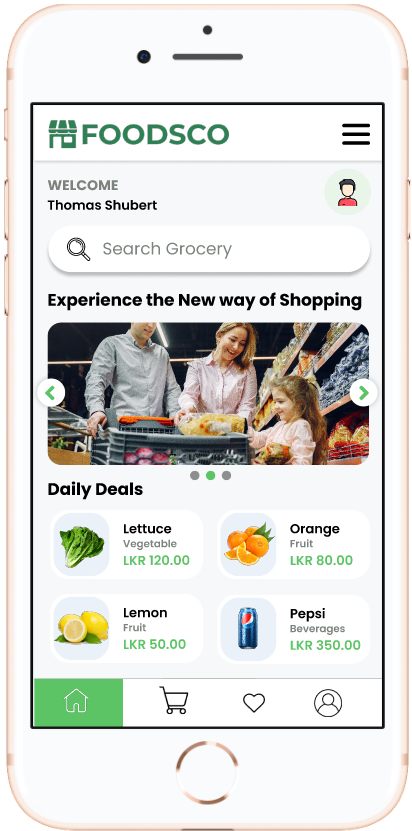 FOODSCO
WELCOME
Thomas Shubert
Search Grocery
Experience the New way of Shopping
Daily Deals
Lettuce
Vegetable
LKR 120.00
Orange
Fruit
LKR 80.00
Lemon
Fruit
LKR 50.00
Pepsi
Beverages
LKR 350.00